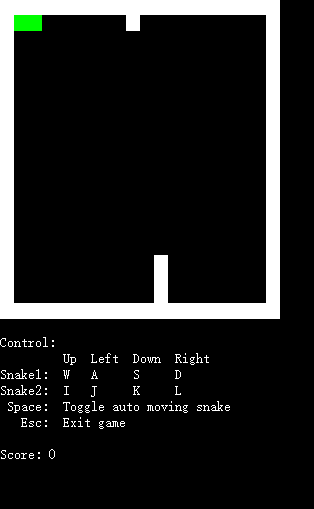 Control:
Up Left Down Right
Snake1: W A S D
Snake2: I J K L
Space: Toggle auto moving snake
Esc: Exit game
Score: 0